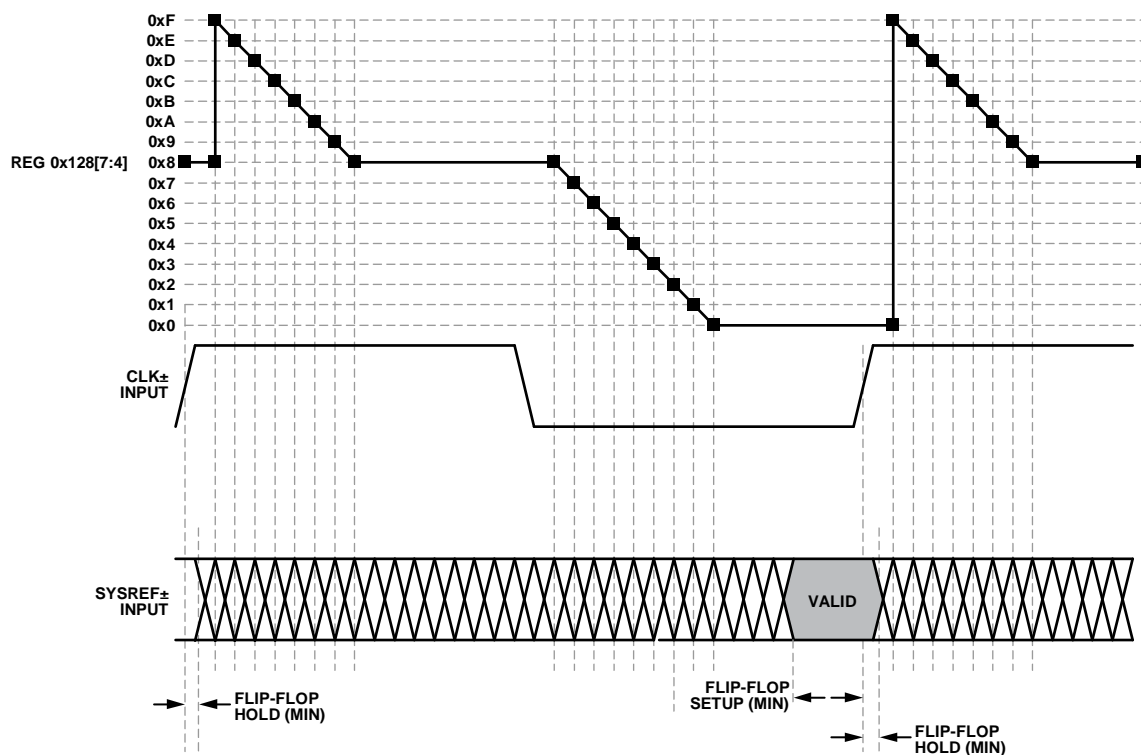 0xF
0xE
0xD
0xC
0xB
0xA
0x9
REG 0x128[7:4]
0x8
0x7
0x6
0x5
0x4
0x3
0x2
0x1
0x0
CLK±
INPUT
SYSREF±
INPUT
VALID
FLIP-FLOP
HOLD (MIN)
FLIP-FLOP
SETUP (MIN)
FLIP-FLOP
HOLD (MIN)